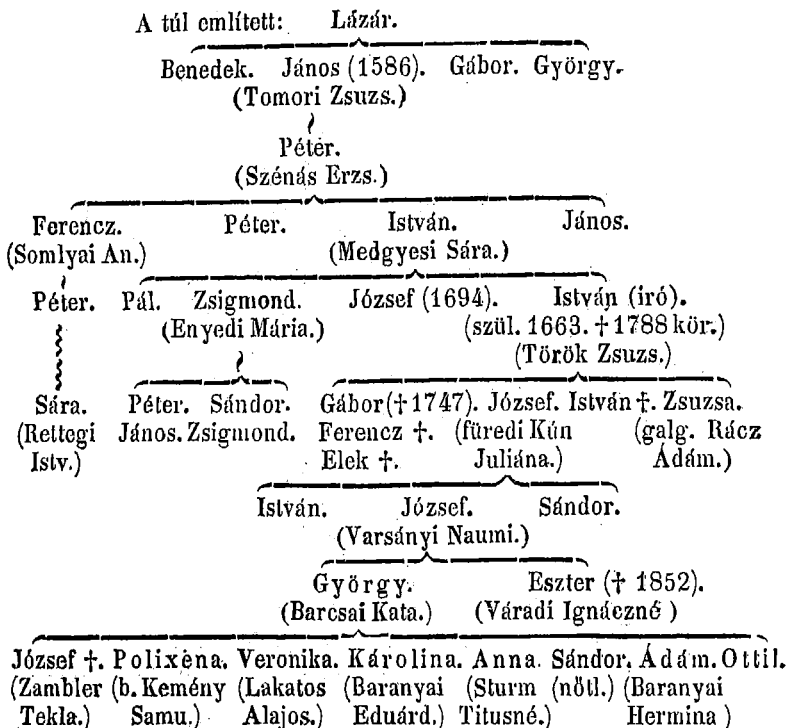 A túl említett: Lázár.
Benedek. János (1586). Gábor. György.
(Tomori Zsuzs.)
Péter.
(Szénás Erzs.)
Ferencz. Péter. István. János.
(Somlyai An.) (Medgyesi Sára.)
Péter. Pál. Zsigmond. József (1694). István (iró).
(Enyedi Mária.) (szül. 1663. † 1788 kör.)
(Török Zsuzs.)
Sára. Péter. Sándor. Gábor († 1747). József. István †. Zsuzsa.
(Rettegi János. Zsigmond. Ferencz †. (füredi Kún (galg. Rácz
Istv.) Elek †. Juliána.) Ádám.)
István. József. Sándor.
(Varsányi Naumi.)
György. Eszter († 1852).
(Barcsai Kata.) (Váradi Ignáczné)
József †. Polixéna. Veronika. Károlina. Anna. Sándor. Ádám. Ottil.
(Zambler (b. Kemény (Lakatos (Baranyai (Sturm (nőtl.) (Baranyai
Tekla.) Samu.) Alajos.) Eduárd.) Titusné.) Hermina)